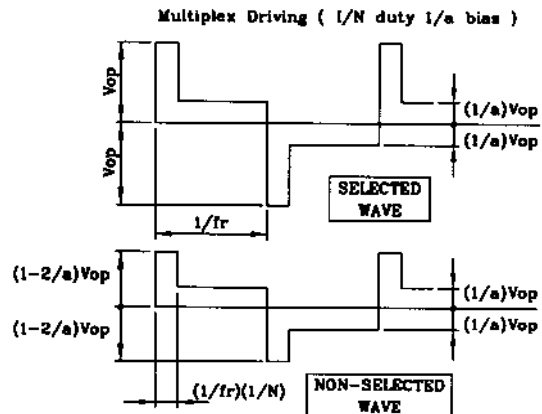 Multiplex Driving ( 1/N duty 1/a bias )
Vop
Vop
(1/a)Vop
(1/a)Vop
SELECTED
WAVE
1/fr
(1-2/a)Vop
(1-2/a)Vop
(1/a)Vop
(1/a)Vop
(1/fr)(1/N)
NON-SELECTED
WAVE